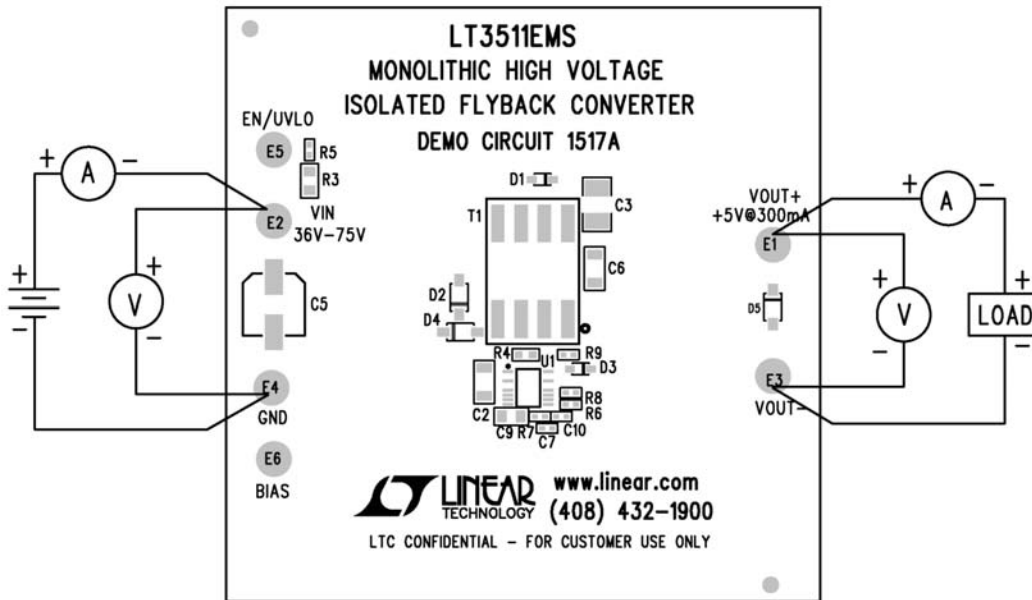 LT3511EMS
MONOLITHIC HIGH VOLTAGE
ISOLATED FLYBACK CONVERTER
DEMO CIRCUIT 1517A
EN/UVLO
E5
R5
R3
+ A -
E2
VIN
36V-75V
+
V
-
+
-
C5
E4
GND
E6
BIAS
D1
T1
C3
C6
D2
D4
R4
U1
R9
D3
C2
R8
R6
C9
R7
C10
C7
VOUT+
+5V@300mA
E1
+ A -
D5
+
V
-
+
LOAD
-
E3
VOUT-
LT LINEAR
TECHNOLOGY
www.linear.com
(408) 432-1900
LTC CONFIDENTIAL - FOR CUSTOMER USE ONLY